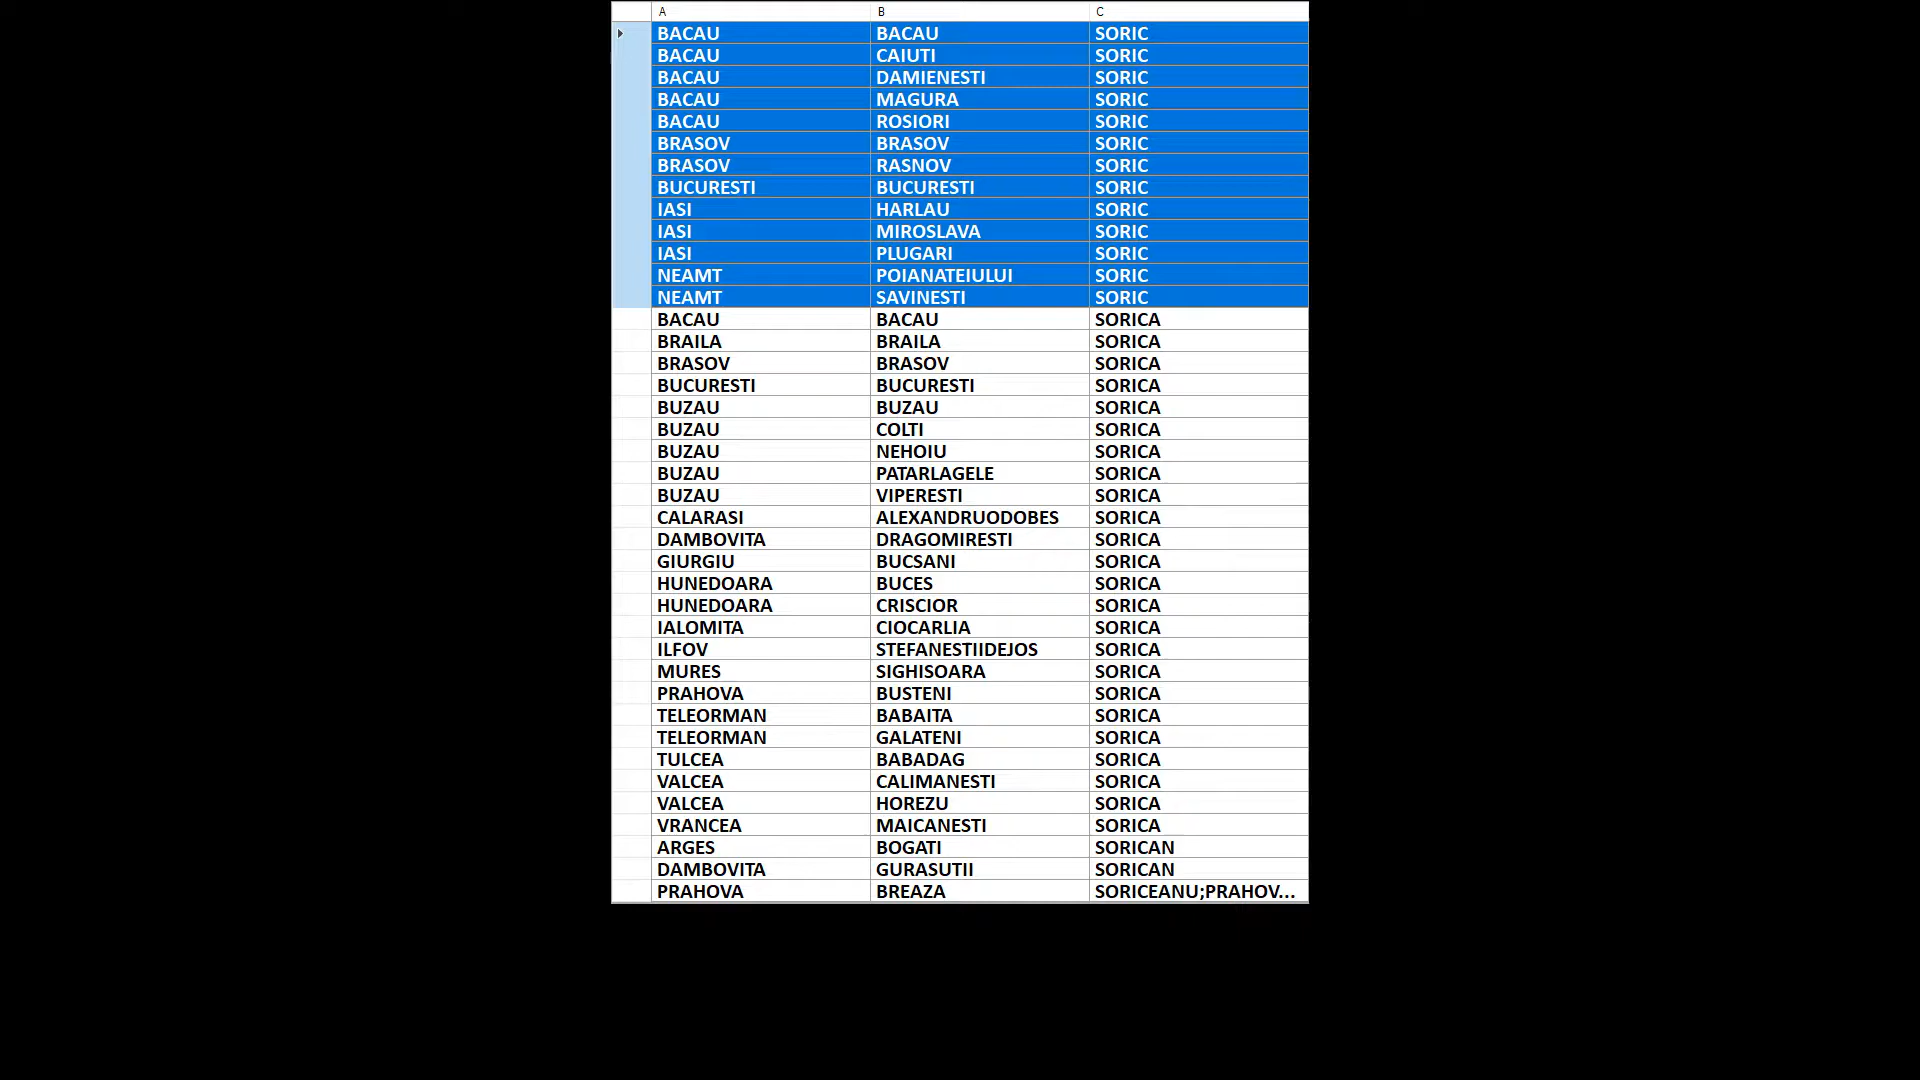 A B C
BACAU BACAU SORIC
BACAU CAIUTI SORIC
BACAU DAMIENESTI SORIC
BACAU MAGURA SORIC
BACAU ROSIORI SORIC
BRASOV BRASOV SORIC
BRASOV RASNOV SORIC
BUCURESTI BUCURESTI SORIC
IASI HARLAU SORIC
IASI MIROSLAVA SORIC
IASI PLUGARI SORIC
NEAMT POIANATEIULUI SORIC
NEAMT SAVINESTI SORIC
BACAU BACAU SORICA
BRAILA BRAILA SORICA
BRASOV BRASOV SORICA
BUCURESTI BUCURESTI SORICA
BUZAU BUZAU SORICA
BUZAU COLTI SORICA
BUZAU NEHOIU SORICA
BUZAU PATARLAGELE SORICA
BUZAU VIPERESTI SORICA
CALARASI ALEXANDRUODOBES SORICA
DAMBOVITA DRAGOMIRESTI SORICA
GIURGIU BUCSANI SORICA
HUNEDOARA BUCES SORICA
HUNEDOARA CRISCIOR SORICA
IALOMITA CIOCARLIA SORICA
ILFOV STEFANESTIIDEJOS SORICA
MURES SIGHISOARA SORICA
PRAHOVA BUSTENI SORICA
TELEORMAN BABAITA SORICA
TELEORMAN GALATENI SORICA
TULCEA BABADAG SORICA
VALCEA CALIMANESTI SORICA
VALCEA HOREZU SORICA
VRANCEA MAICANESTI SORICA
ARGES BOGATI SORICAN
DAMBOVITA GURASUTII SORICAN
PRAHOVA BREAZA SORICEANU;PRAHOV...